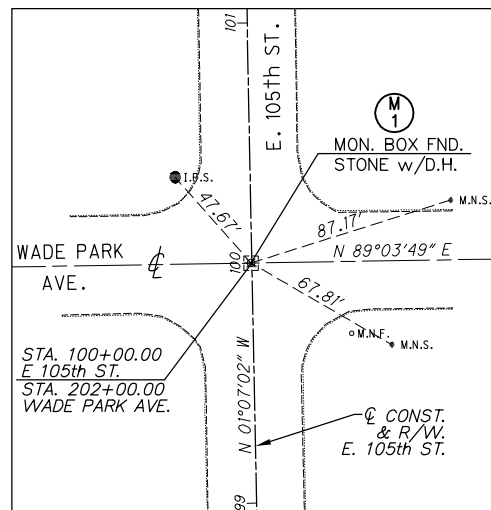 101
E. 105th ST.
M
1
MON. BOX FND.
STONE w/D.H.
I.P.S.
47.67'
M.N.S.
87.17'
WADE PARK
AVE.
℄
100
N 89°03'49" E
67.81'
M.N.F.
M.N.S.
STA. 100+00.00
E 105th ST.
STA. 202+00.00
WADE PARK AVE.
N 01°07'02" W
℄ CONST.
& R/W.
E. 105th ST.
99